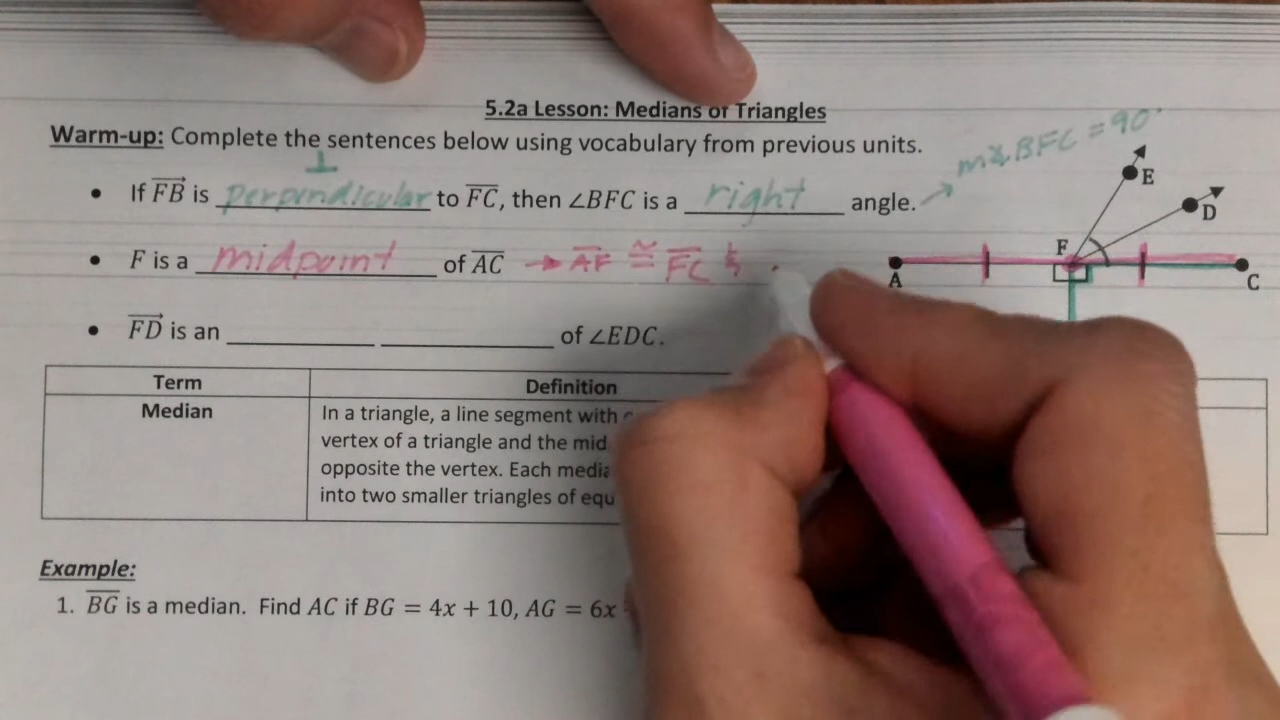 5.2a Lesson: Medians of Triangles
Warm-up: Complete the sentences below using vocabulary from previous units.
⊥
m∡BFC = 90°
• If FB is perpendicular to FC, then ∠BFC is a right angle. →
• F is a midpoint of AC → AF ≅ FC &
• FD is an ______ ______ of ∠EDC.
E
D
F
A
C
Term Definition
Median In a triangle, a line segment with
vertex of a triangle and the mid
opposite the vertex. Each media
into two smaller triangles of equ
Example:
1. BG is a median. Find AC if BG = 4x + 10, AG = 6x